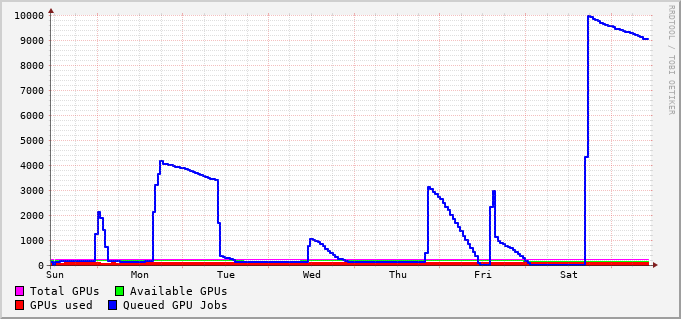 10000
9000
8000
7000
6000
5000
4000
3000
2000
1000
0
Sun Mon Tue Wed Thu Fri Sat
Total GPUs Available GPUs
GPUs used Queued GPU Jobs
RRDTOOL / TOBI OETIKER